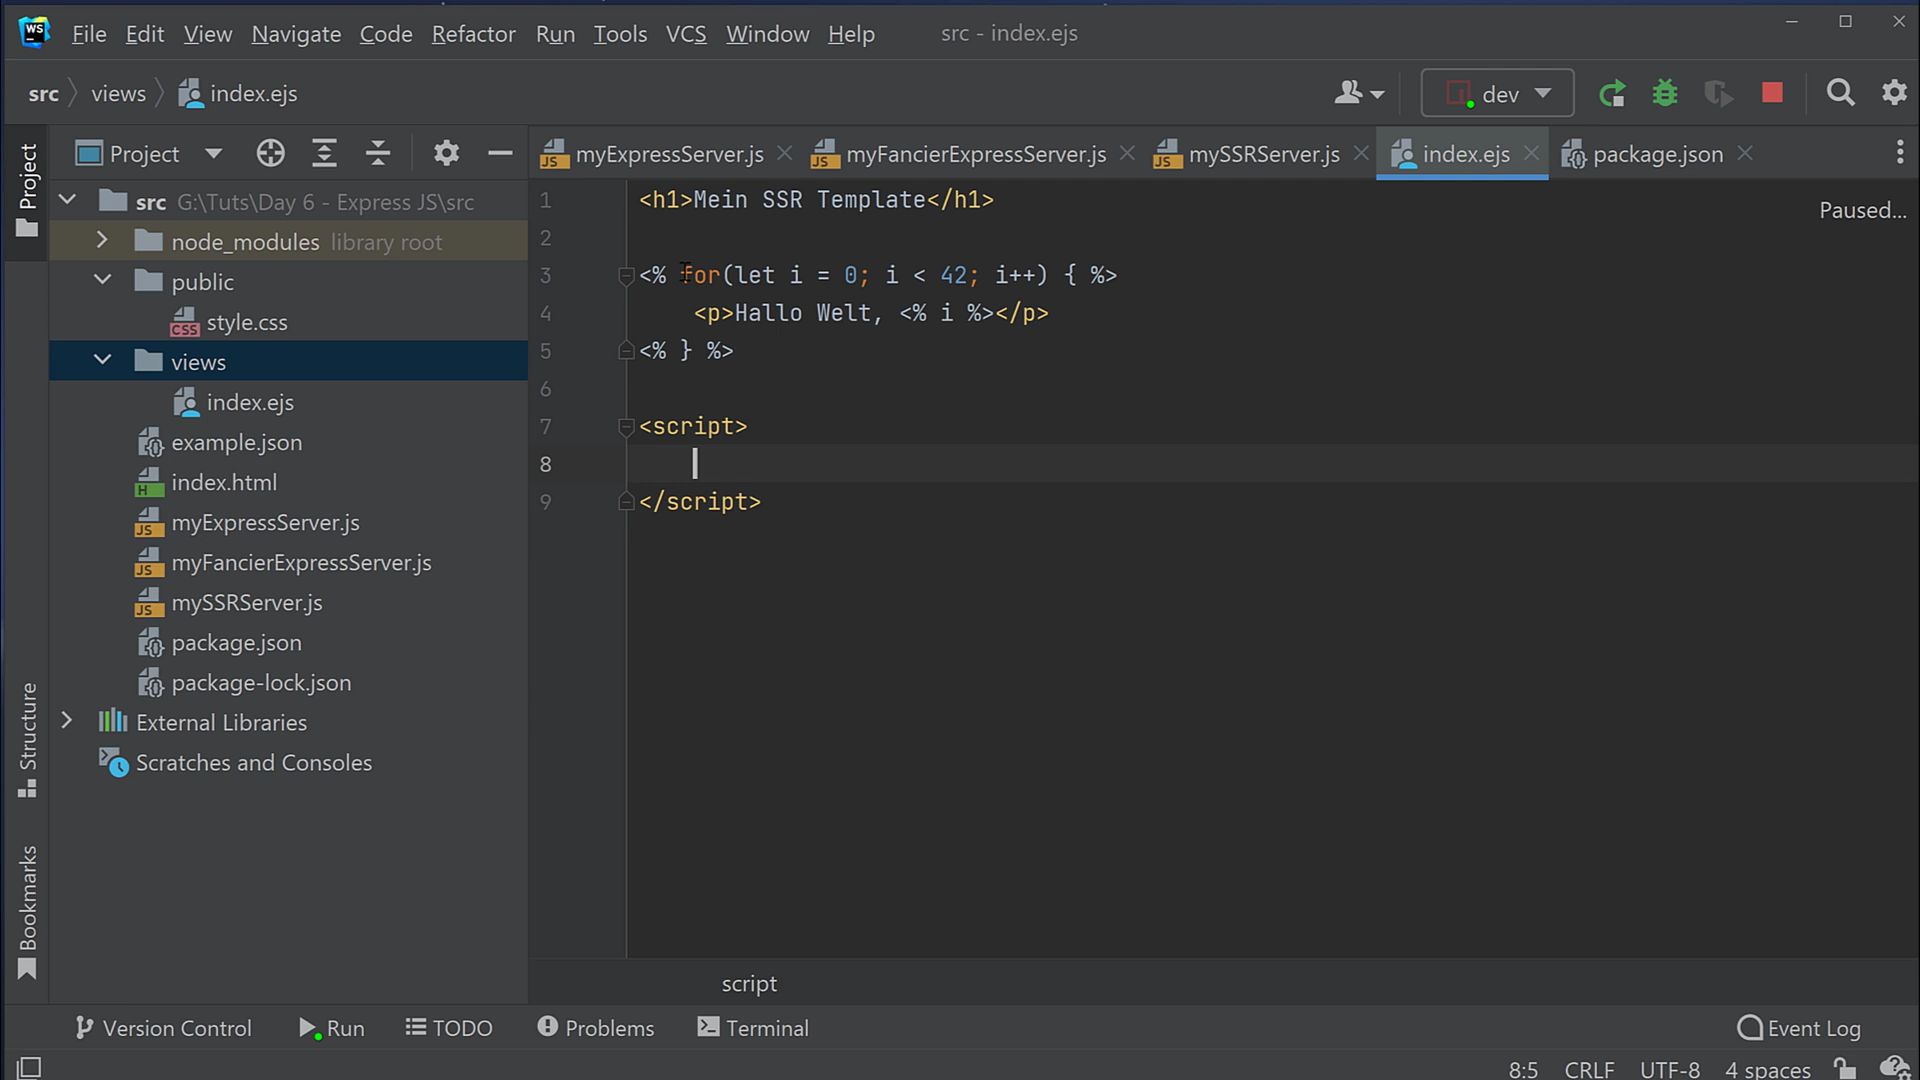 WS File Edit View Navigate Code Refactor Run Tools VCS Window Help src - index.ejs
src views index.ejs dev
Project myExpressServer.js myFancierExpressServer.js mySSRServer.js index.ejs package.json
Project
src G:\Tuts\Day 6 - Express JS\src
node_modules library root
public
style.css
views
index.ejs
example.json
index.html
myExpressServer.js
myFancierExpressServer.js
mySSRServer.js
package.json
package-lock.json
External Libraries
Scratches and Consoles
Structure
Bookmarks
1 <h1>Mein SSR Template</h1>
Paused...
2
3 <% for(let i = 0; i < 42; i++) { %>
4 <p>Hallo Welt, <% i %></p>
5 <% } %>
6
7 <script>
8
9 </script>
script
Version Control Run TODO Problems Terminal Event Log
8:5 CRLF UTF-8 4 spaces